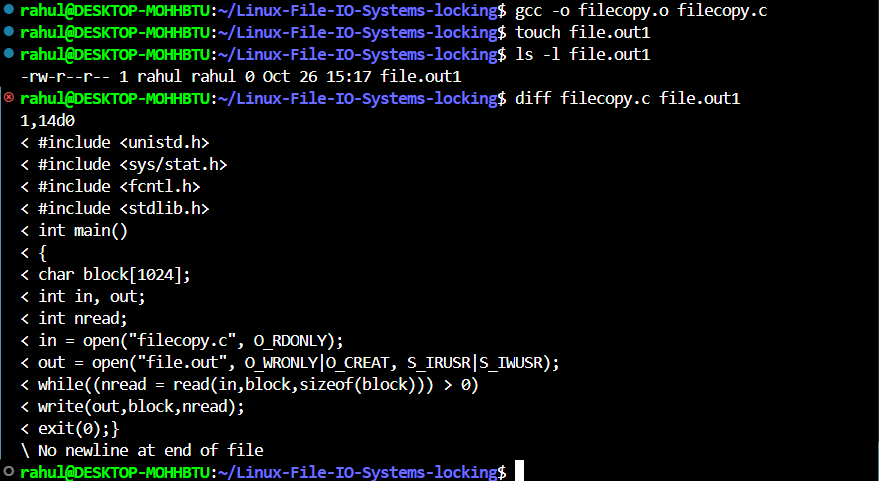 rahul@DESKTOP-MOHHBTU:~/Linux-File-IO-Systems-locking$ gcc -o filecopy.o filecopy.c
rahul@DESKTOP-MOHHBTU:~/Linux-File-IO-Systems-locking$ touch file.out1
rahul@DESKTOP-MOHHBTU:~/Linux-File-IO-Systems-locking$ ls -l file.out1
-rw-r--r-- 1 rahul rahul 0 Oct 26 15:17 file.out1
rahul@DESKTOP-MOHHBTU:~/Linux-File-IO-Systems-locking$ diff filecopy.c file.out1
1,14d0
< #include <unistd.h>
< #include <sys/stat.h>
< #include <fcntl.h>
< #include <stdlib.h>
< int main()
< {
< char block[1024];
< int in, out;
< int nread;
< in = open("filecopy.c", O_RDONLY);
< out = open("file.out", O_WRONLY|O_CREAT, S_IRUSR|S_IWUSR);
< while((nread = read(in,block,sizeof(block))) > 0)
< write(out,block,nread);
< exit(0);}
\ No newline at end of file
rahul@DESKTOP-MOHHBTU:~/Linux-File-IO-Systems-locking$